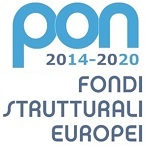 pon
2014-2020
FONDI
STRUTTURALI
EUROPEI